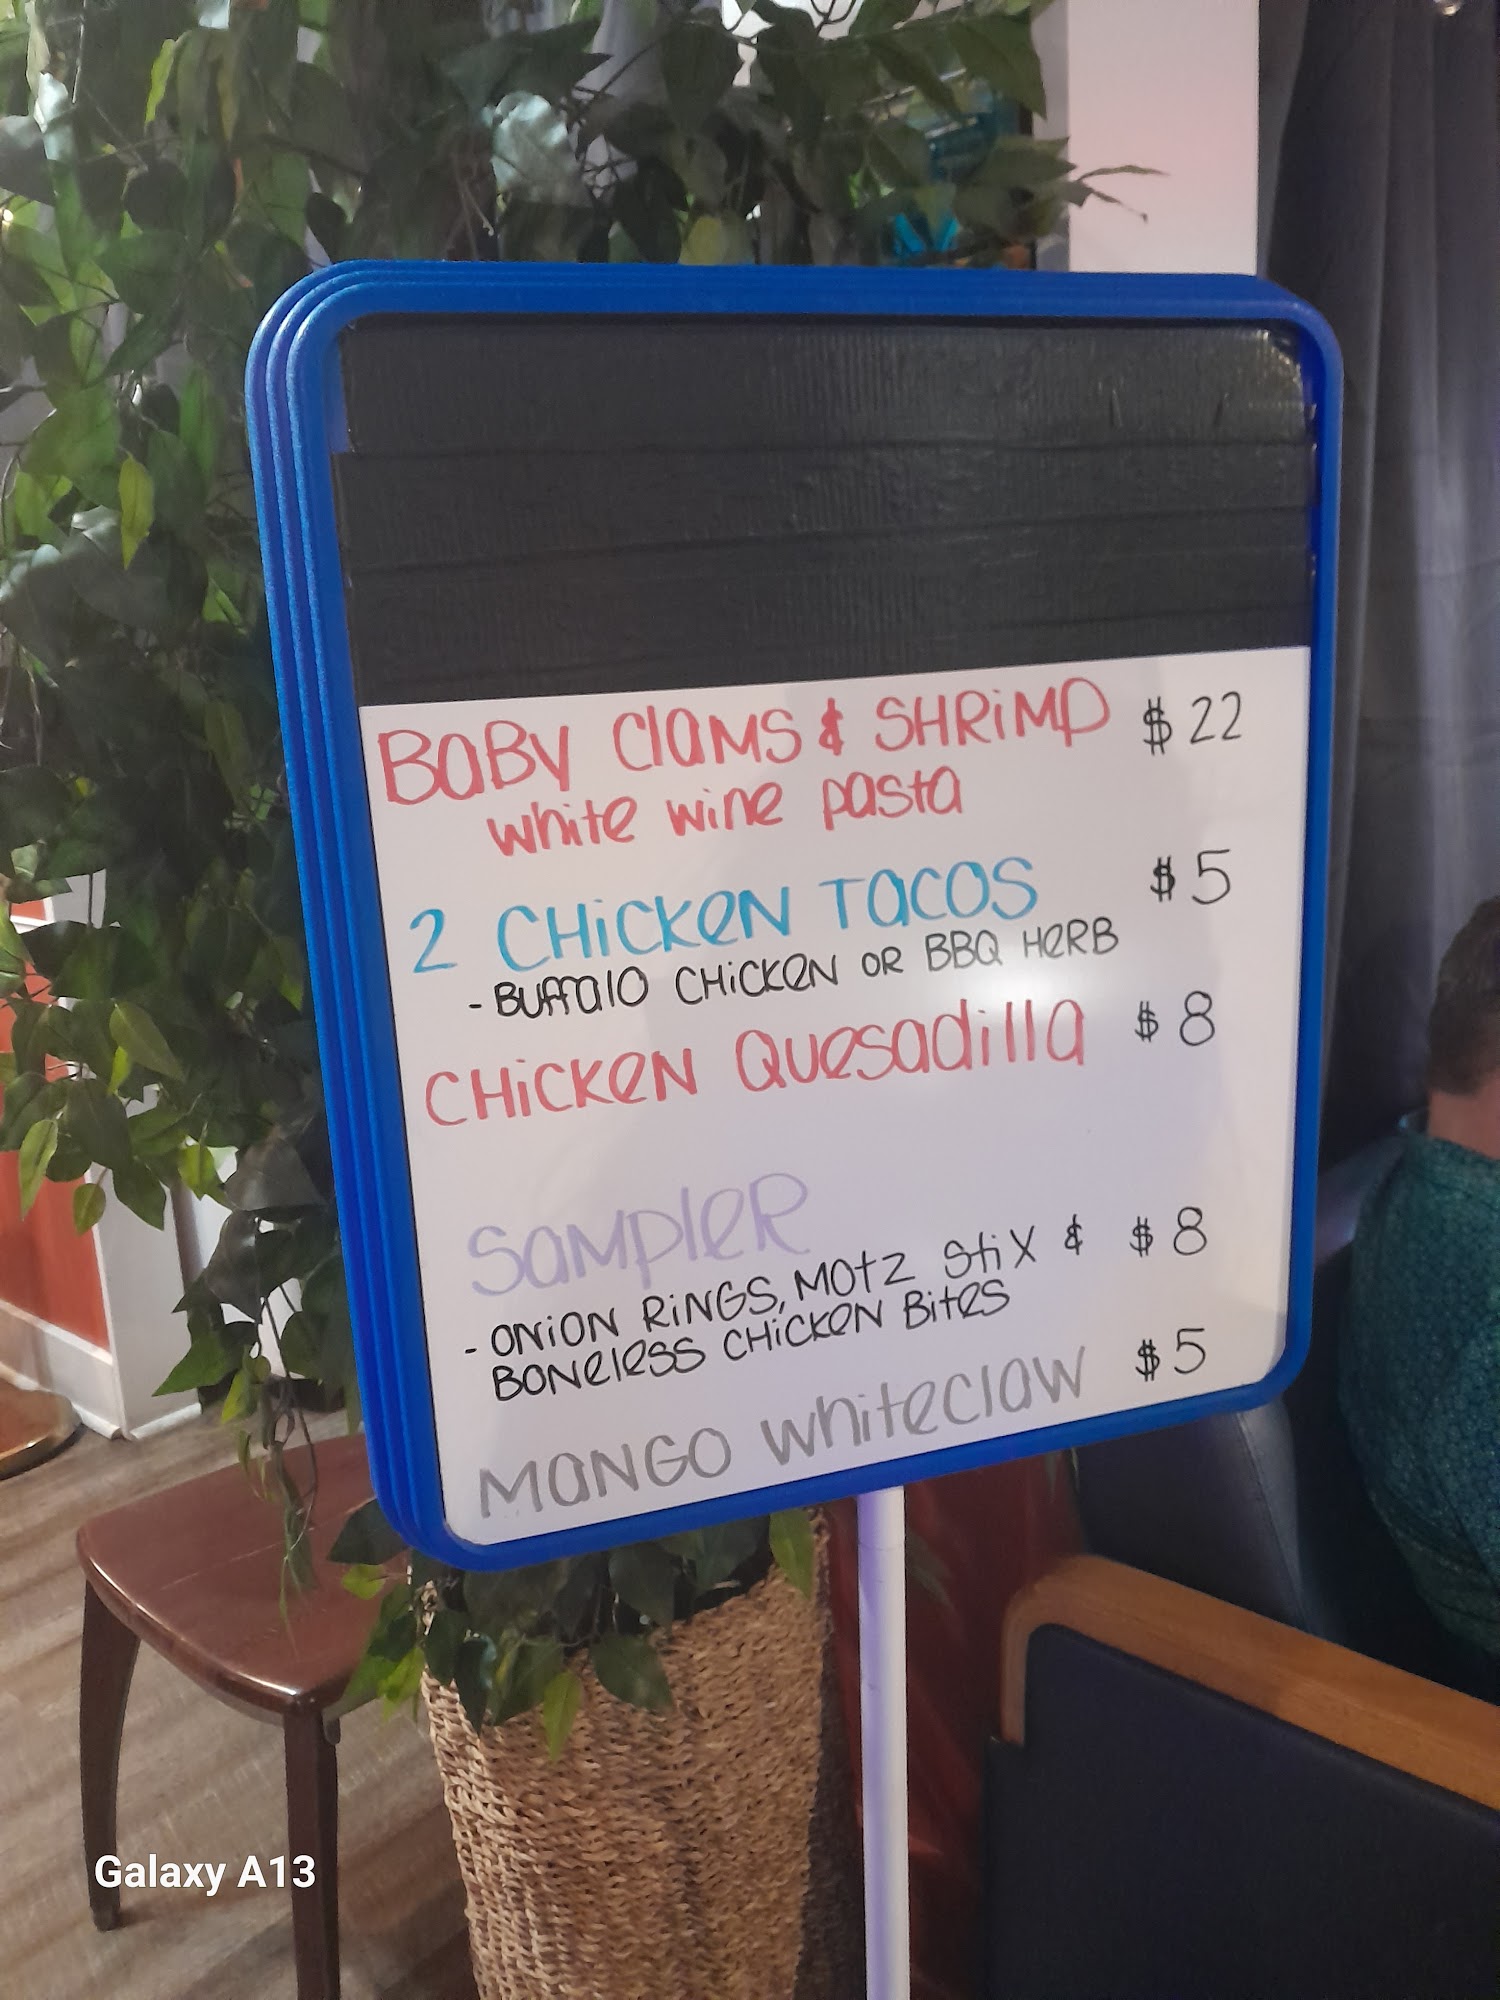 BaBy ClaMS & SHRiMP $22
white wine pasta
2 CHiCKeN TaCOS $5
- BUffalO CHiCKeN OR BBQ HeRB
CHiCKeN Quesadilla $8
SaMPleR
- ONiON RiNGS, MOtZ StiX & $8
BONeleSS CHiCKeN BiteS
MaNGO whiteclaw $5
Galaxy A13